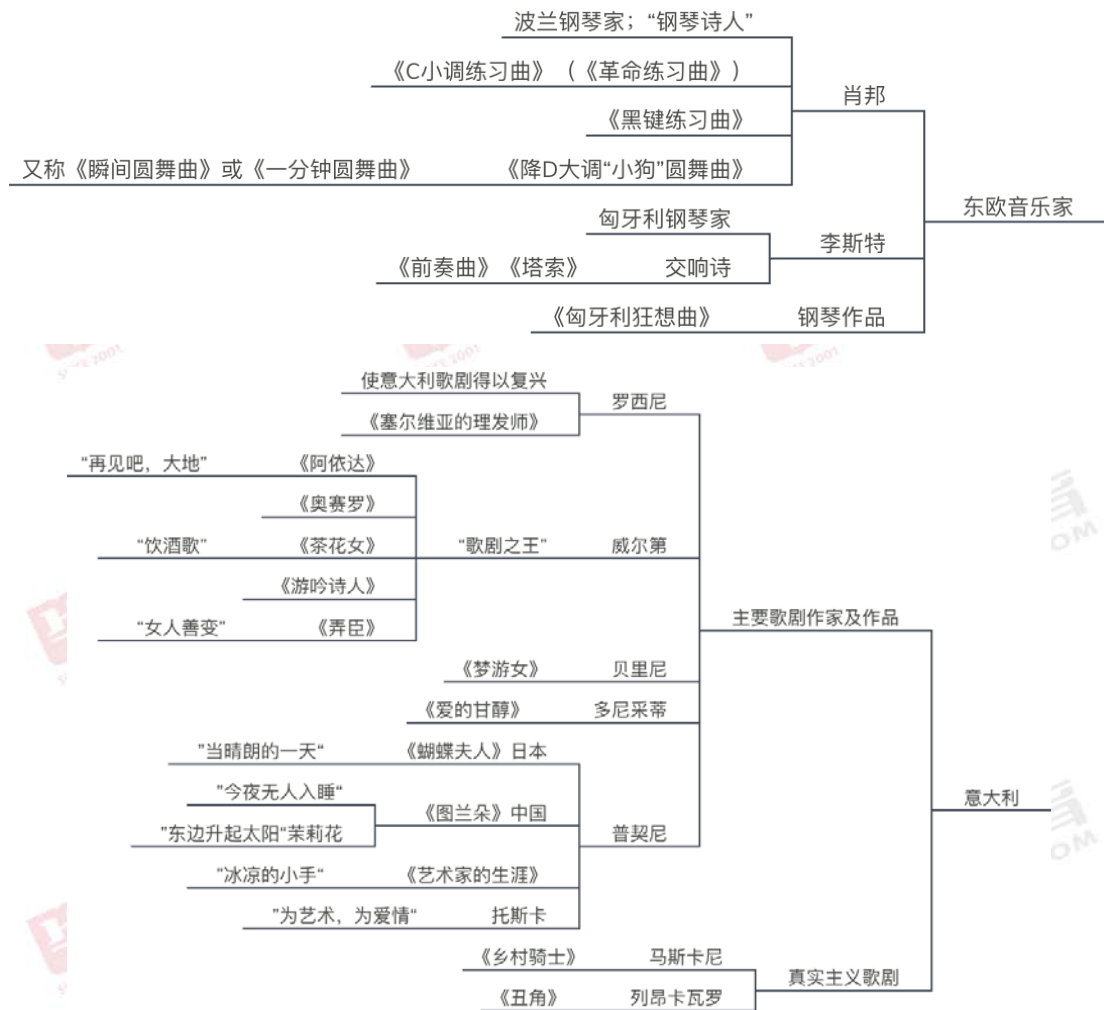 波兰钢琴家；“钢琴诗人”
《C小调练习曲》（《革命练习曲》）
肖邦
《黑键练习曲》
又称《瞬间圆舞曲》或《一分钟圆舞曲》 《降D大调“小狗”圆舞曲》
东欧音乐家
匈牙利钢琴家
李斯特
《前奏曲》《塔索》 交响诗
《匈牙利狂想曲》 钢琴作品
使意大利歌剧得以复兴
罗西尼
《塞尔维亚的理发师》
“再见吧，大地” 《阿依达》
《奥赛罗》
“饮酒歌” 《茶花女》 “歌剧之王” 威尔第
《游吟诗人》
“女人善变” 《弄臣》
主要歌剧作家及作品
《梦游女》 贝里尼
《爱的甘醇》 多尼采蒂
”当晴朗的一天“ 《蝴蝶夫人》日本
”今夜无人入睡“
《图兰朵》中国
意大利
”东边升起太阳“茉莉花
普契尼
”冰凉的小手“ 《艺术家的生涯》
”为艺术，为爱情“ 托斯卡
《乡村骑士》 马斯卡尼
真实主义歌剧
《丑角》 列昂卡瓦罗